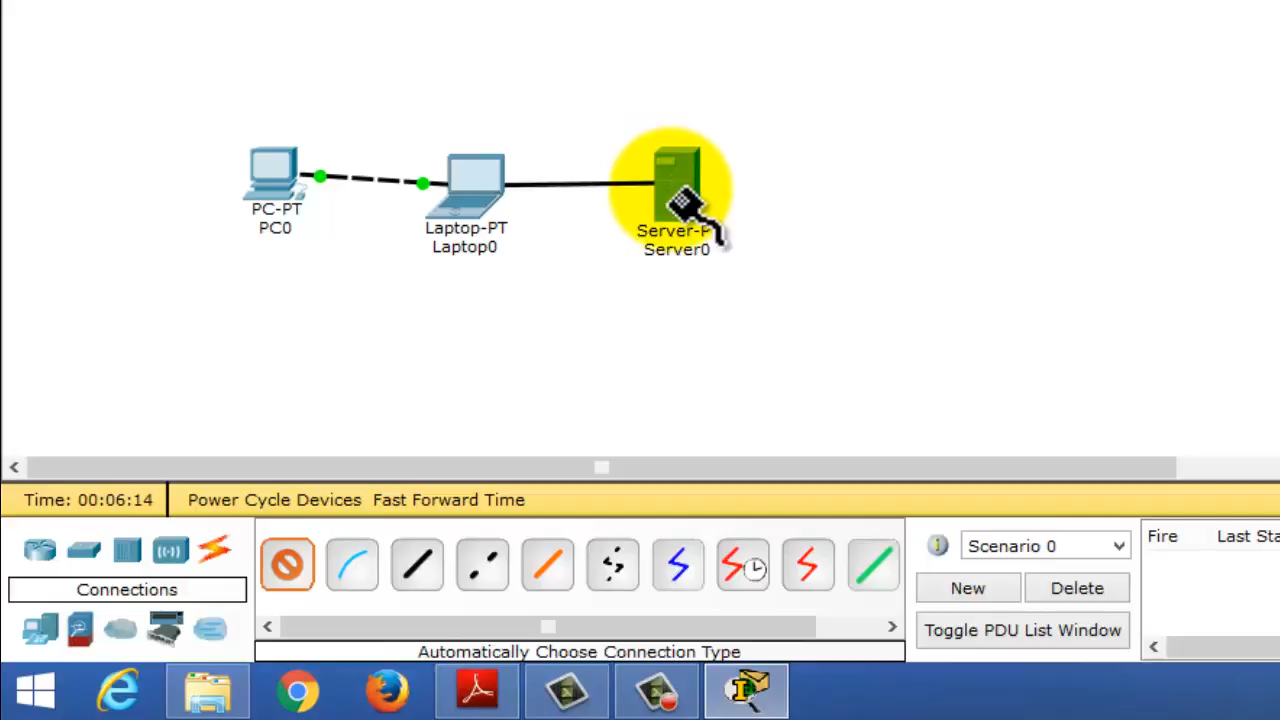 PC-PT
PC0
Laptop-PT
Laptop0
Server-P
Server0
Time: 00:06:14
Power Cycle Devices Fast Forward Time
Connections
Automatically Choose Connection Type
Scenario 0
New
Delete
Toggle PDU List Window
Fire
Last Sta